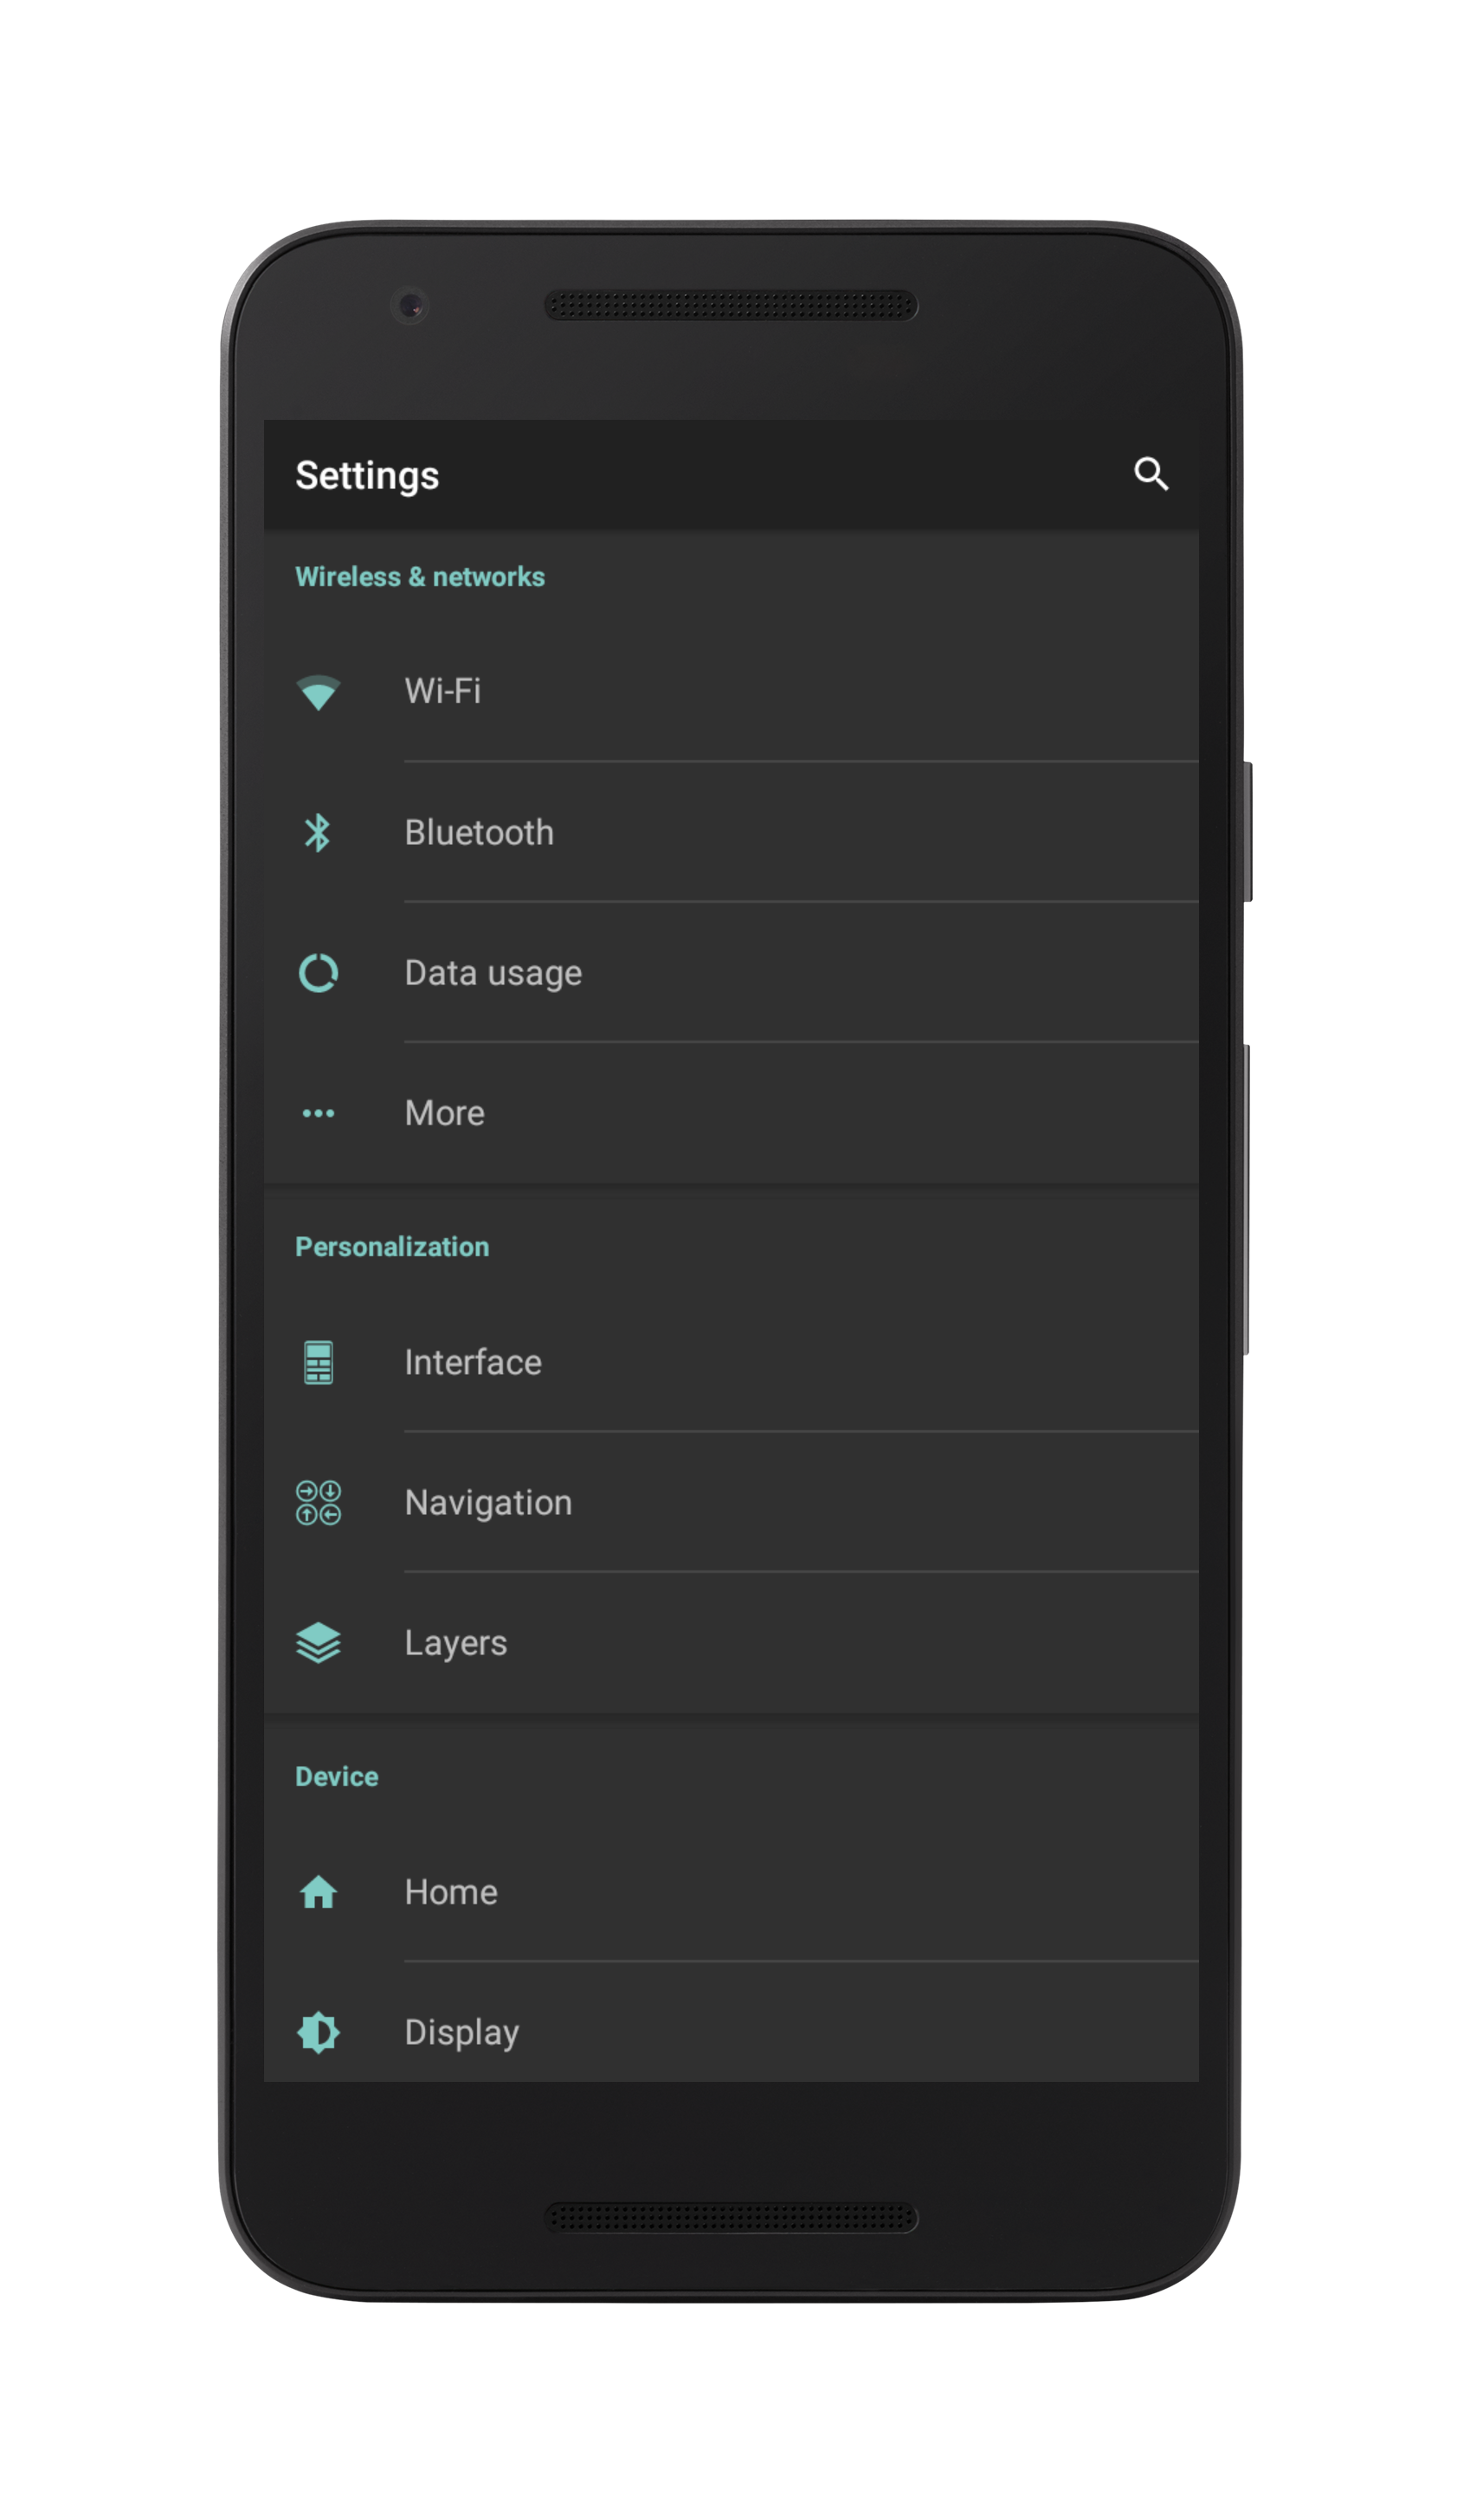 Settings
Wireless & networks
Wi-Fi
Bluetooth
Data usage
More
Personalization
Interface
Navigation
Layers
Device
Home
Display